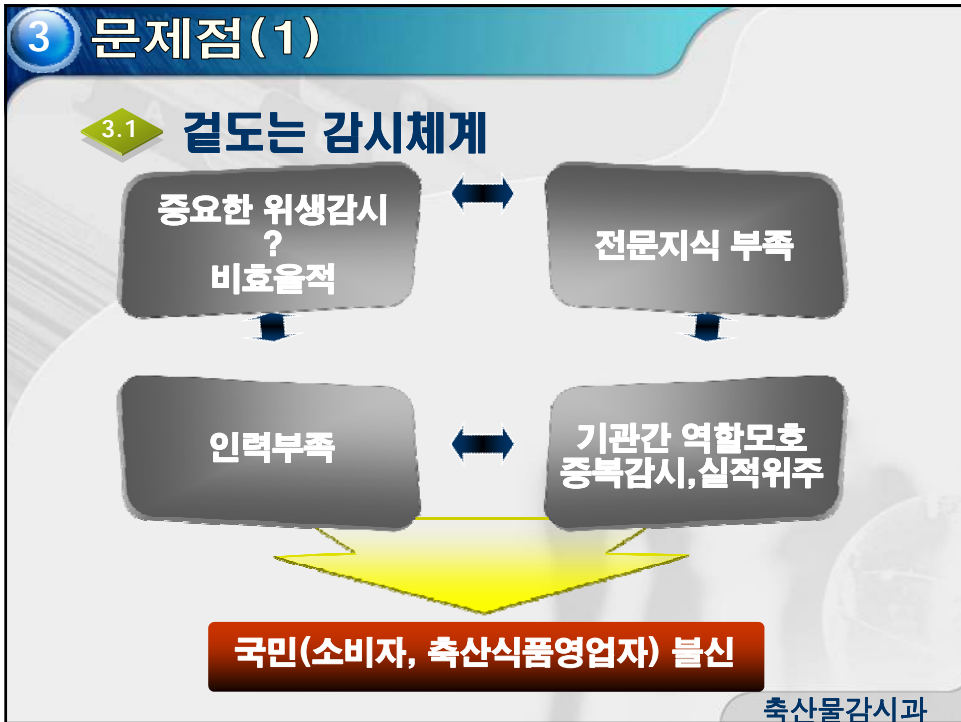 3 문제점(1)
3.1 겉도는 감시체계
중요한 위생감시
?
비효율적
전문지식 부족
인력부족
기관간 역할모호
중복감시,실적위주
국민(소비자, 축산식품영업자) 불신
축산물감시과